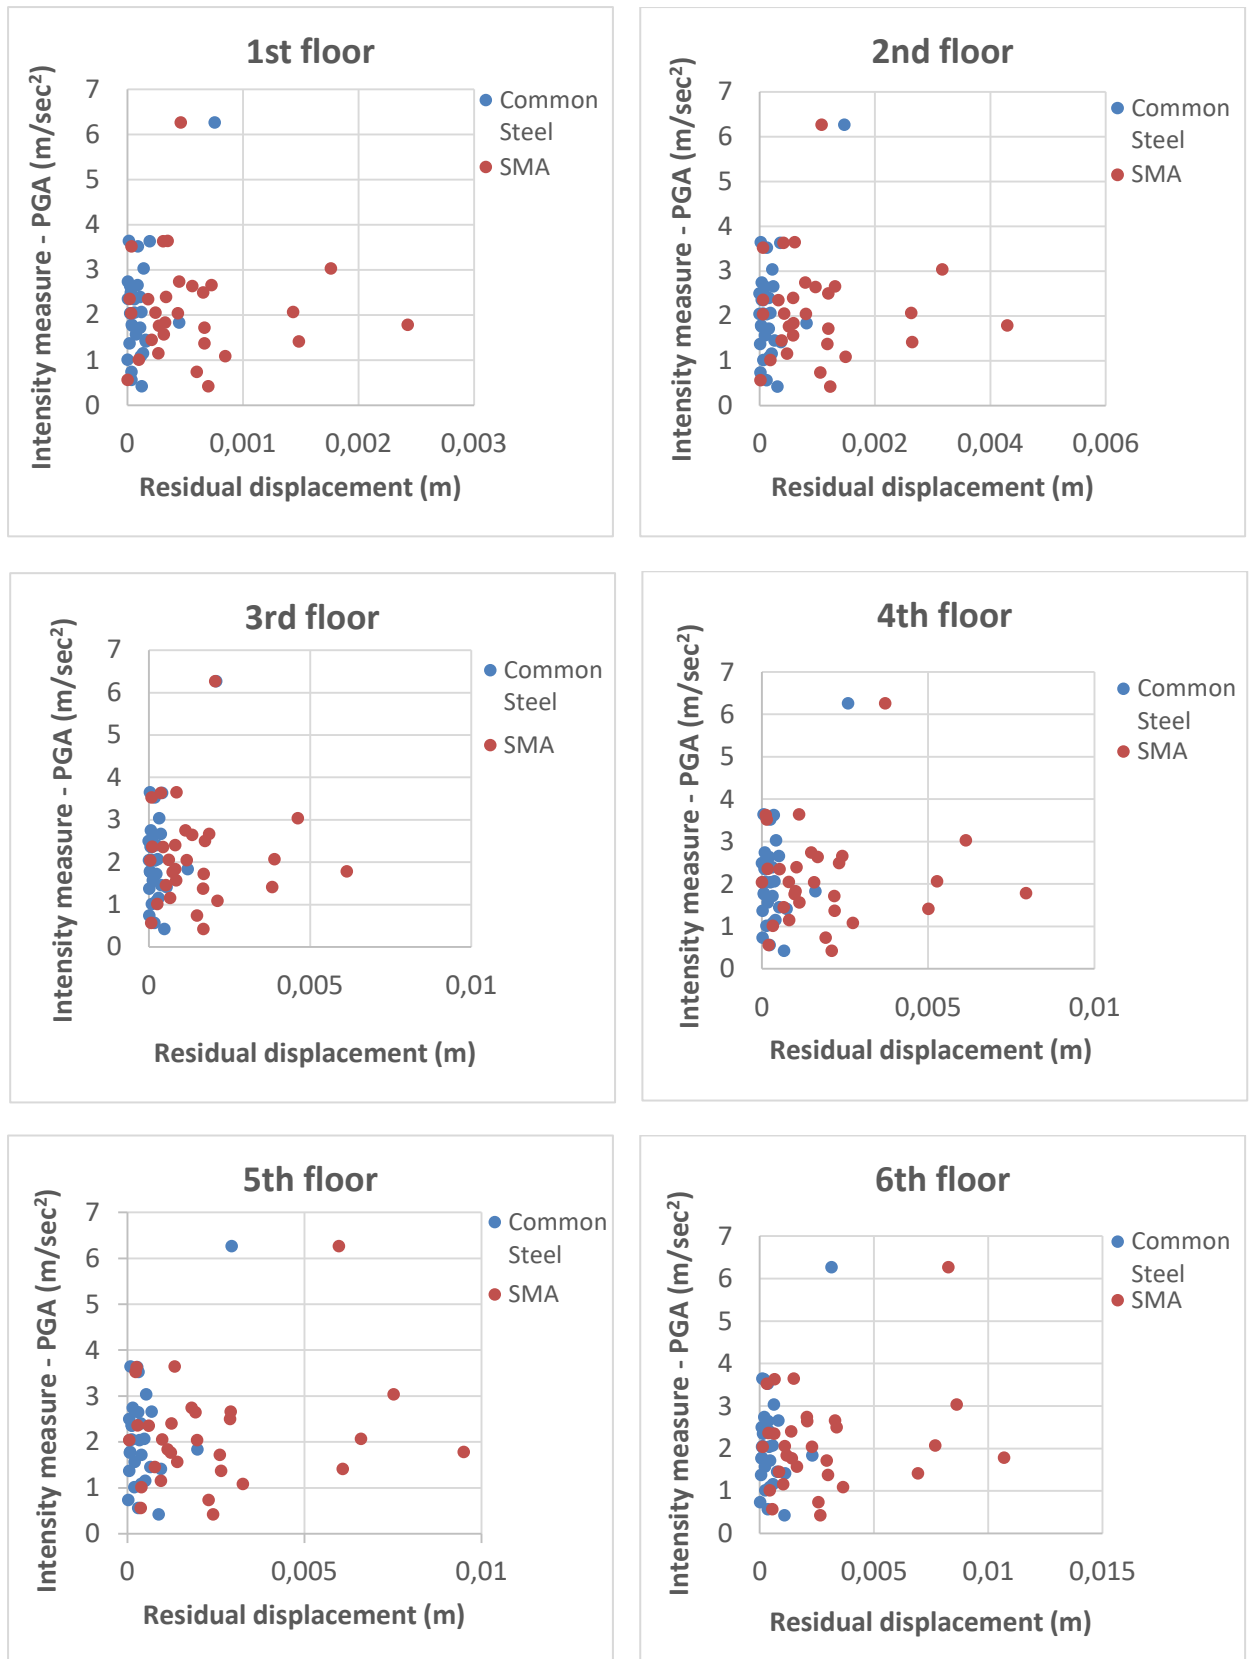 1st floor
Intensity measure - PGA (m/sec²)
7
6
5
4
3
2
1
0
0 0,001 0,002 0,003
Residual displacement (m)
Common
Steel
SMA
2nd floor
Intensity measure - PGA (m/sec²)
7
6
5
4
3
2
1
0
0 0,002 0,004 0,006
Residual displacement (m)
Common
Steel
SMA
3rd floor
Intensity measure - PGA (m/sec²)
7
6
5
4
3
2
1
0
0 0,005 0,01
Residual displacement (m)
Common
Steel
SMA
4th floor
Intensity measure - PGA (m/sec²)
7
6
5
4
3
2
1
0
0 0,005 0,01
Residual displacement (m)
Common
Steel
SMA
5th floor
Intensity measure - PGA (m/sec²)
7
6
5
4
3
2
1
0
0 0,005 0,01
Residual displacement (m)
Common
Steel
SMA
6th floor
Intensity measure - PGA (m/sec²)
7
6
5
4
3
2
1
0
0 0,005 0,01 0,015
Residual displacement (m)
Common
Steel
SMA